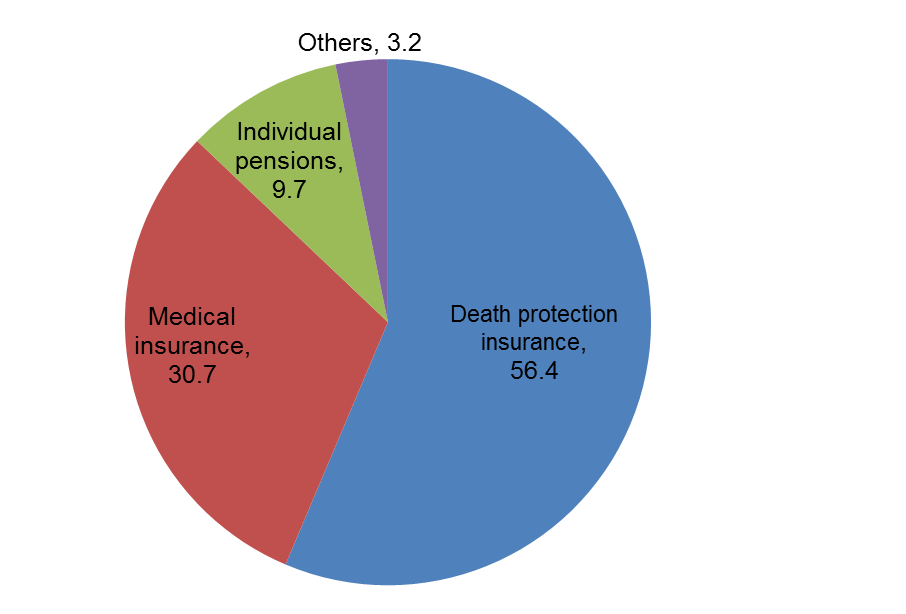 Others, 3.2
Individual
pensions,
9.7
Medical
insurance,
30.7
Death protection
insurance,
56.4